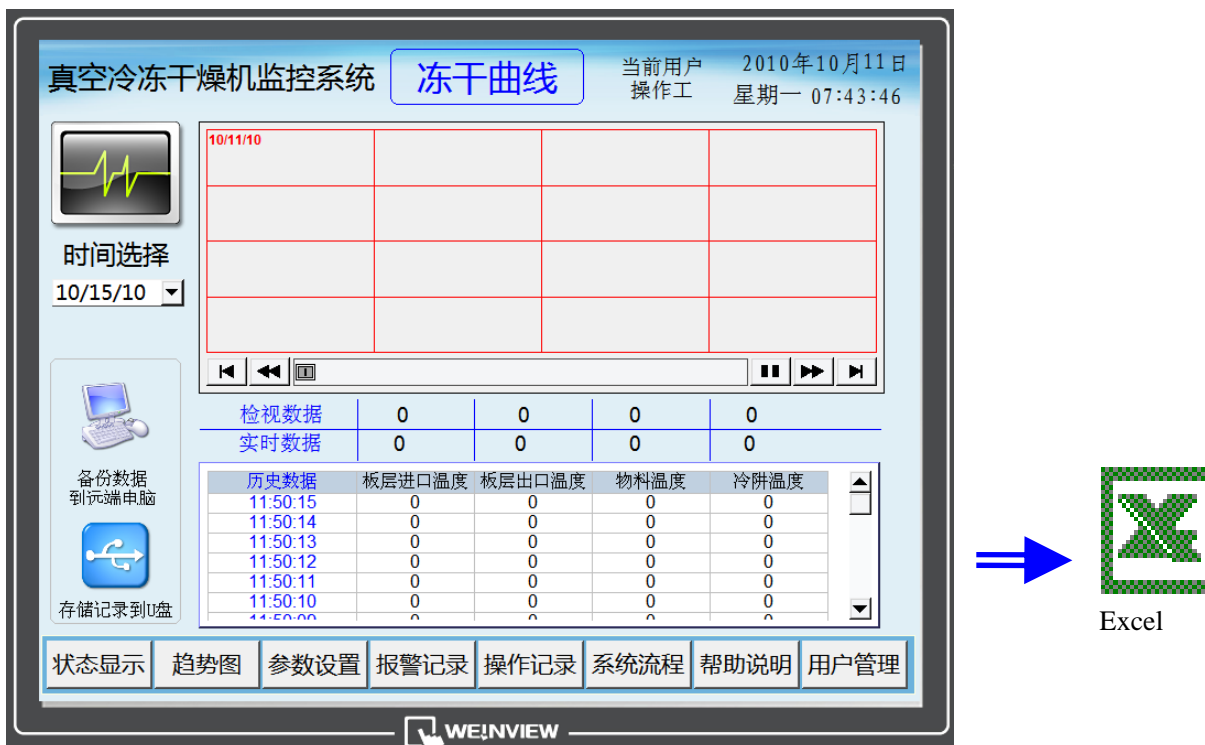 真空冷冻干燥机监控系统
冻干曲线
当前用户
操作工
2010年10月11日
星期一 07:43:46
10/11/10
时间选择
10/15/10
检视数据 0 0 0 0
实时数据 0 0 0 0
备份数据
到远端电脑
存储记录到U盘
历史数据 板层进口温度 板层出口温度 物料温度 冷阱温度
11:50:15 0 0 0 0
11:50:14 0 0 0 0
11:50:13 0 0 0 0
11:50:12 0 0 0 0
11:50:11 0 0 0 0
11:50:10 0 0 0 0
11:50:09 0 0 0 0
状态显示 趋势图 参数设置 报警记录 操作记录 系统流程 帮助说明 用户管理
WE!NVIEW
Excel